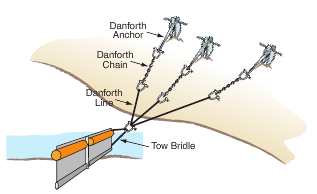 Danforth
Anchor
Danforth
Chain
Danforth
Line
Tow Bridle